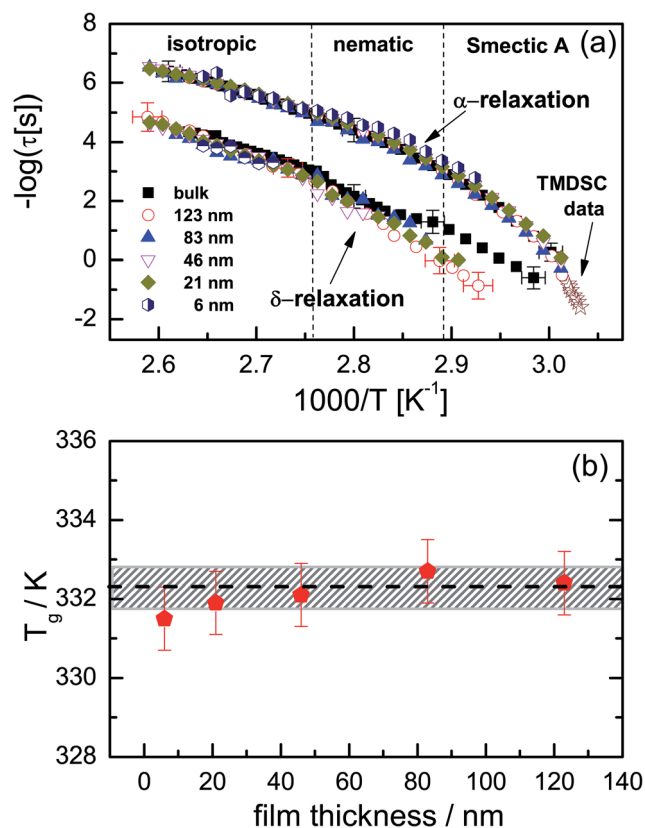 isotropic nematic Smectic A (a)
8
6
4
2
0
-2
-log(τ[s])
α-relaxation
TMDSC
data
bulk
123 nm
83 nm
46 nm
21 nm
6 nm
δ-relaxation
2.6 2.7 2.8 2.9 3.0
1000/T [K⁻¹]
(b)
336
334
332
330
328
T_g / K
0 20 40 60 80 100 120 140
film thickness / nm